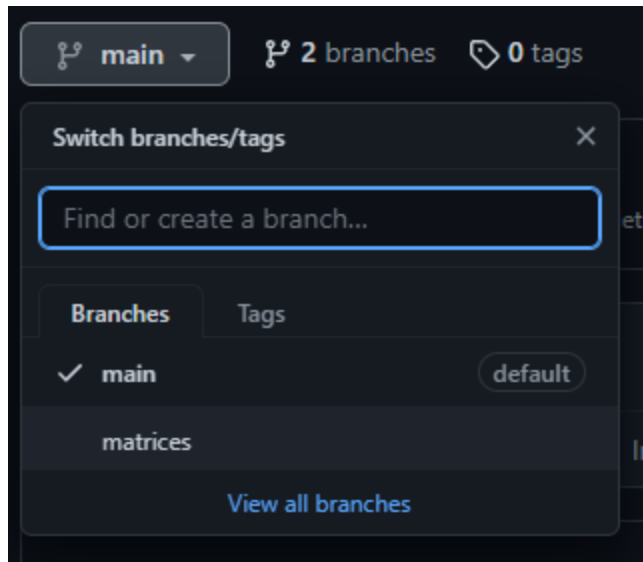 main 2 branches 0 tags
Switch branches/tags
Find or create a branch...
et
Branches Tags
main default
matrices
View all branches